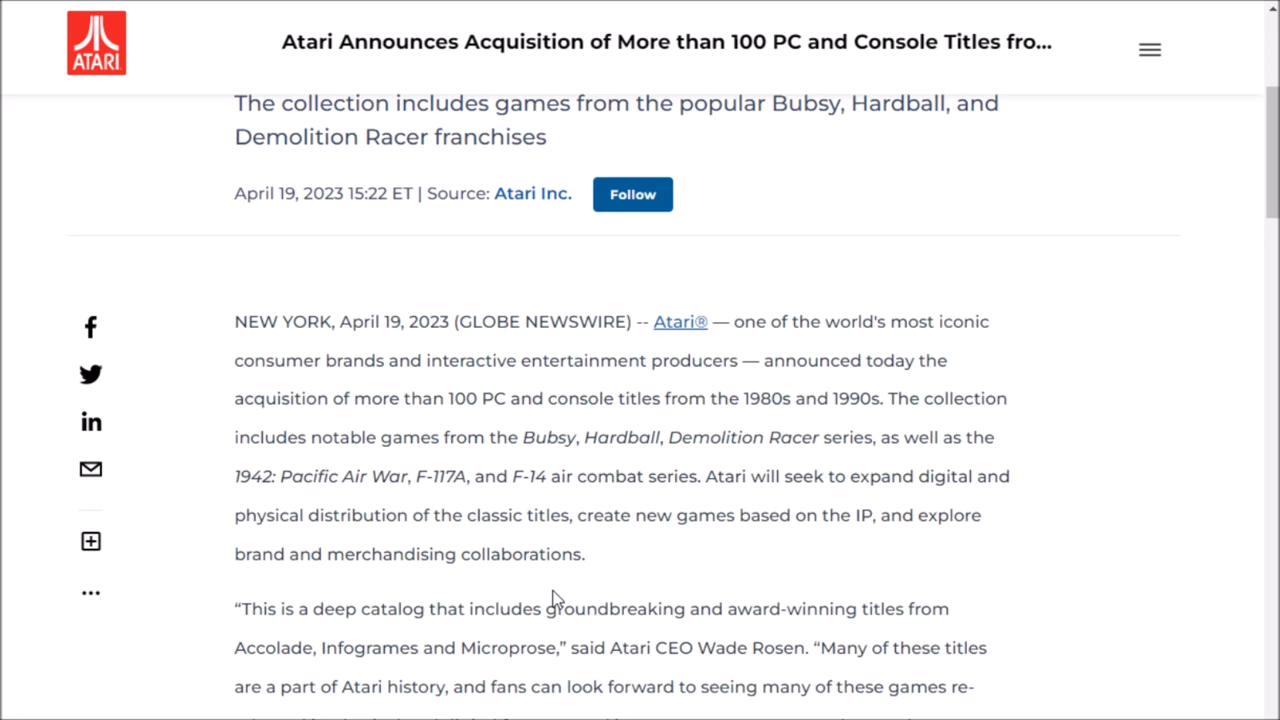 ATARI
Atari Announces Acquisition of More than 100 PC and Console Titles fro...
The collection includes games from the popular Bubsy, Hardball, and
Demolition Racer franchises
April 19, 2023 15:22 ET | Source: Atari Inc.
Follow
NEW YORK, April 19, 2023 (GLOBE NEWSWIRE) -- Atari® — one of the world's most iconic
consumer brands and interactive entertainment producers — announced today the
acquisition of more than 100 PC and console titles from the 1980s and 1990s. The collection
includes notable games from the Bubsy, Hardball, Demolition Racer series, as well as the
1942: Pacific Air War, F-117A, and F-14 air combat series. Atari will seek to expand digital and
physical distribution of the classic titles, create new games based on the IP, and explore
brand and merchandising collaborations.
“This is a deep catalog that includes groundbreaking and award-winning titles from
Accolade, Infogrames and Microprose,” said Atari CEO Wade Rosen. “Many of these titles
are a part of Atari history, and fans can look forward to seeing many of these games re-